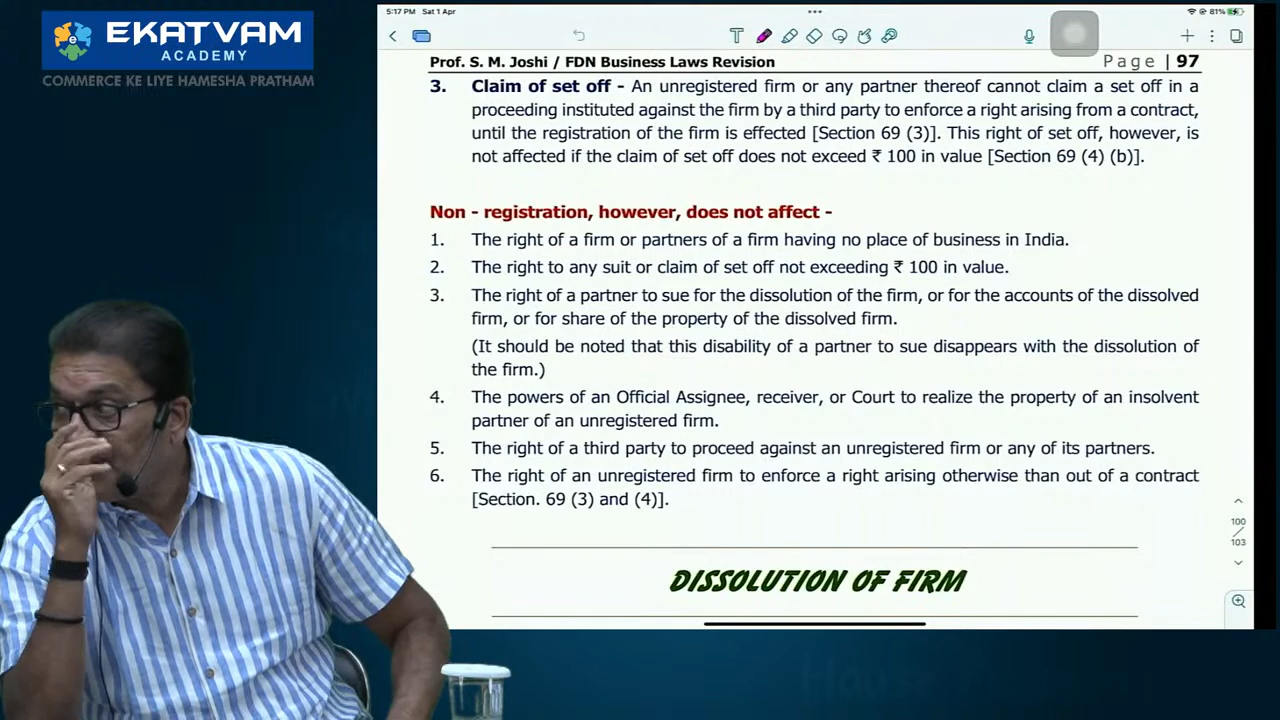 EKATVAM
ACADEMY
COMMERCE KE LIYE HAMESHA PRATHAM
5:17 PM Sat 1 Apr
81%
Prof. S. M. Joshi / FDN Business Laws Revision Page | 97
3. Claim of set off - An unregistered firm or any partner thereof cannot claim a set off in a
proceeding instituted against the firm by a third party to enforce a right arising from a contract,
until the registration of the firm is effected [Section 69 (3)]. This right of set off, however, is
not affected if the claim of set off does not exceed ₹ 100 in value [Section 69 (4) (b)].
Non - registration, however, does not affect -
1. The right of a firm or partners of a firm having no place of business in India.
2. The right to any suit or claim of set off not exceeding ₹ 100 in value.
3. The right of a partner to sue for the dissolution of the firm, or for the accounts of the dissolved
firm, or for share of the property of the dissolved firm.
(It should be noted that this disability of a partner to sue disappears with the dissolution of
the firm.)
4. The powers of an Official Assignee, receiver, or Court to realize the property of an insolvent
partner of an unregistered firm.
5. The right of a third party to proceed against an unregistered firm or any of its partners.
6. The right of an unregistered firm to enforce a right arising otherwise than out of a contract
[Section. 69 (3) and (4)].
100
103
DISSOLUTION OF FIRM